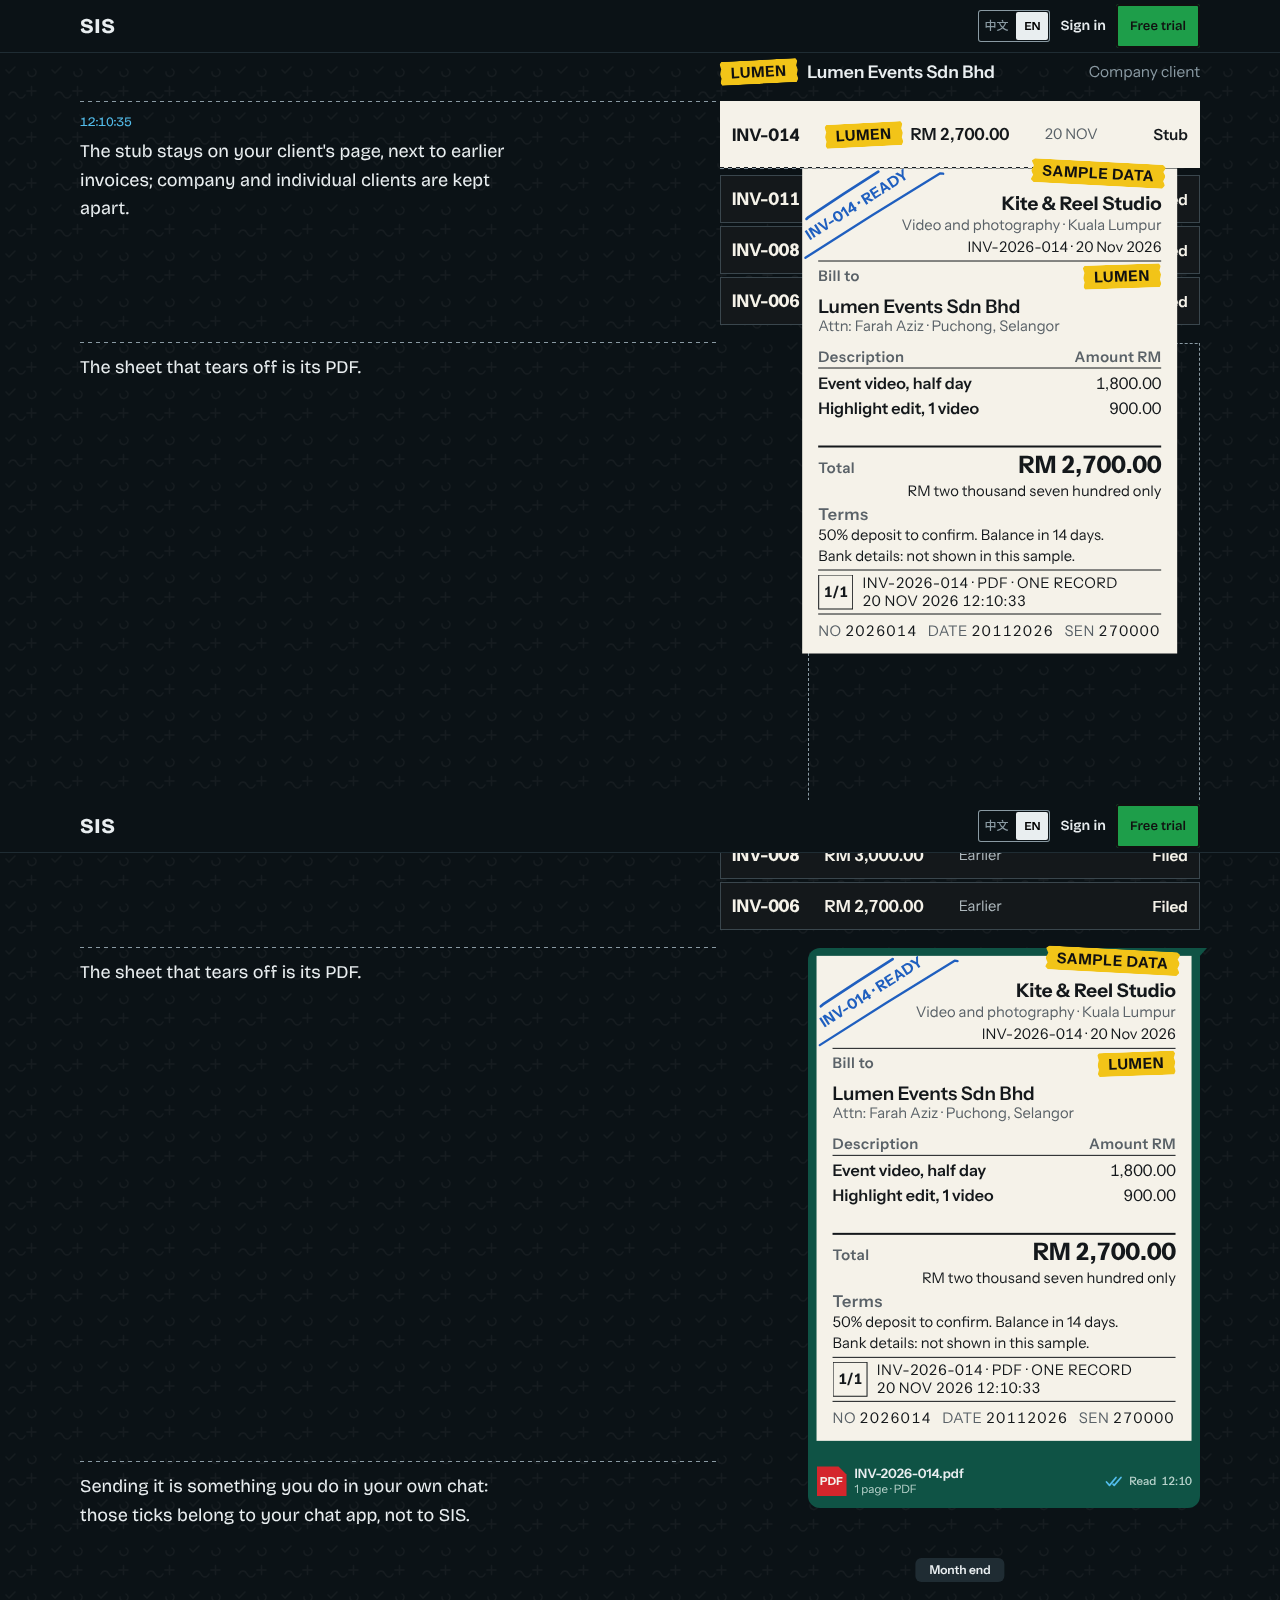 SIS
中文 EN Sign in Free trial
LUMEN Lumen Events Sdn Bhd Company client
12:10:35
The stub stays on your client's page, next to earlier
invoices; company and individual clients are kept
apart.
INV-014 LUMEN RM 2,700.00 20 NOV Stub
INV-011
INV-008
INV-006
SAMPLE DATA
INV-014 · READY
Kite & Reel Studio
Video and photography · Kuala Lumpur
INV-2026-014 · 20 Nov 2026
Bill to LUMEN
Lumen Events Sdn Bhd
Attn: Farah Aziz · Puchong, Selangor
Description Amount RM
Event video, half day 1,800.00
Highlight edit, 1 video 900.00
Total RM 2,700.00
RM two thousand seven hundred only
Terms
50% deposit to confirm. Balance in 14 days.
Bank details: not shown in this sample.
1/1 INV-2026-014 · PDF · ONE RECORD
20 NOV 2026 12:10:33
NO 2026014 DATE 20112026 SEN 270000
The sheet that tears off is its PDF.
SIS
中文 EN Sign in Free trial
INV-008 RM 3,000.00 Earlier Filed
INV-006 RM 2,700.00 Earlier Filed
The sheet that tears off is its PDF.
SAMPLE DATA
INV-014 · READY
Kite & Reel Studio
Video and photography · Kuala Lumpur
INV-2026-014 · 20 Nov 2026
Bill to LUMEN
Lumen Events Sdn Bhd
Attn: Farah Aziz · Puchong, Selangor
Description Amount RM
Event video, half day 1,800.00
Highlight edit, 1 video 900.00
Total RM 2,700.00
RM two thousand seven hundred only
Terms
50% deposit to confirm. Balance in 14 days.
Bank details: not shown in this sample.
1/1 INV-2026-014 · PDF · ONE RECORD
20 NOV 2026 12:10:33
NO 2026014 DATE 20112026 SEN 270000
PDF INV-2026-014.pdf
1 page · PDF
Read 12:10
Sending it is something you do in your own chat:
those ticks belong to your chat app, not to SIS.
Month end